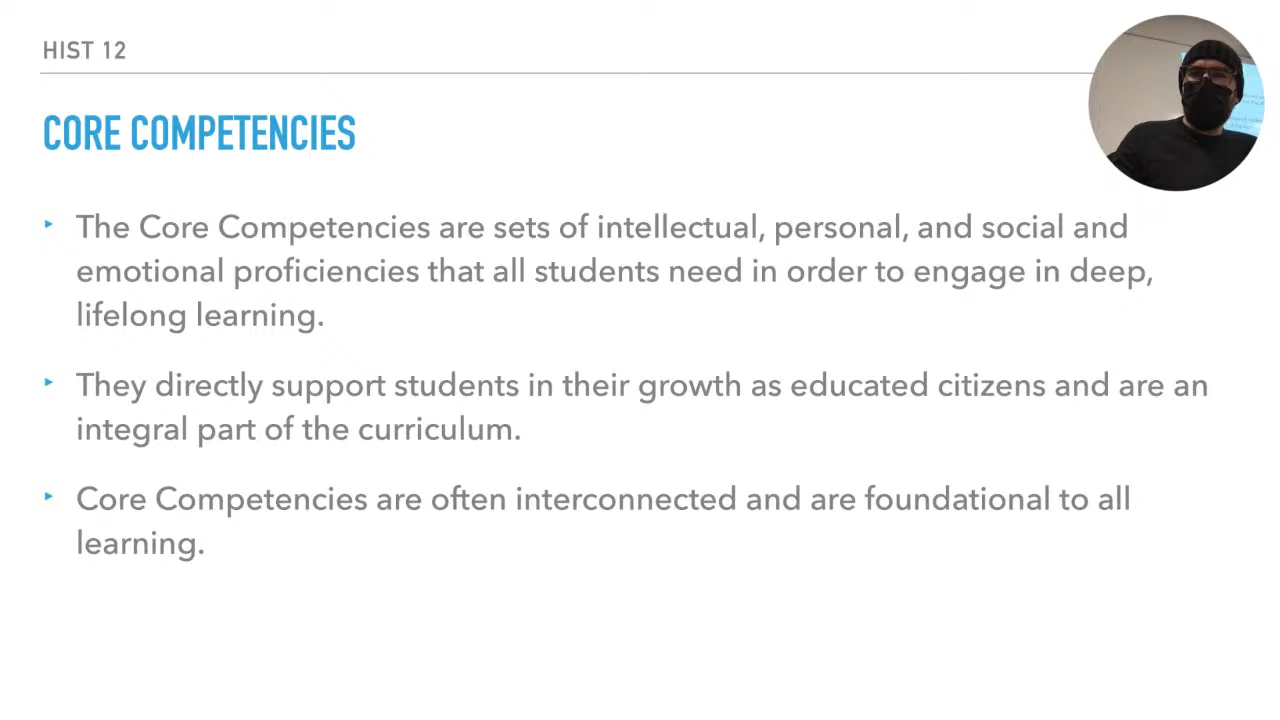 HIST 12
CORE COMPETENCIES
‣ The Core Competencies are sets of intellectual, personal, and social and
emotional proficiencies that all students need in order to engage in deep,
lifelong learning.
‣ They directly support students in their growth as educated citizens and are an
integral part of the curriculum.
‣ Core Competencies are often interconnected and are foundational to all
learning.